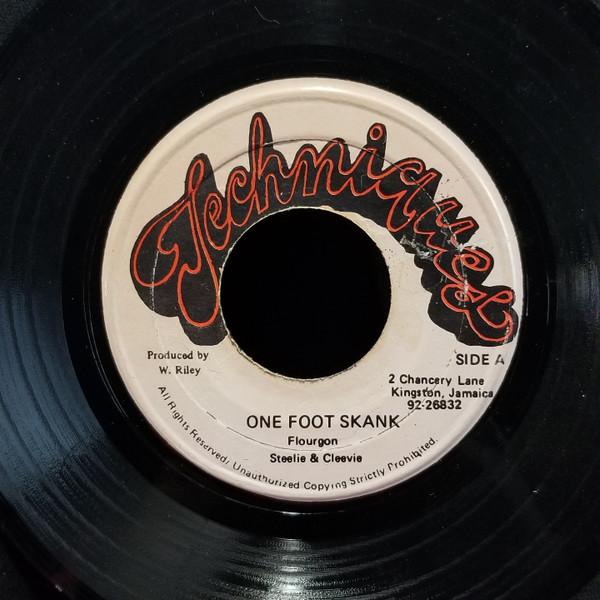 Techniques
SIDE A
Produced by
W. Riley
2 Chancery Lane
Kingston, Jamaica
92-26832
ONE FOOT SKANK
Flourgon
Steelie & Cleevie
All Rights Reserved, Unauthorized Copying Strictly Prohibited.